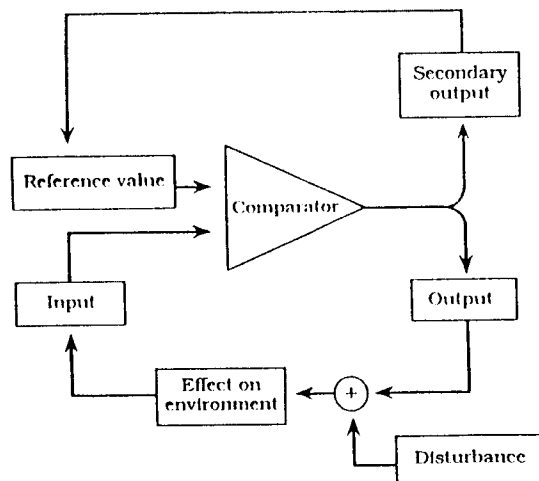 Secondary
output
Reference value
Comparator
Input
Output
Effect on
environment
+
Disturbance